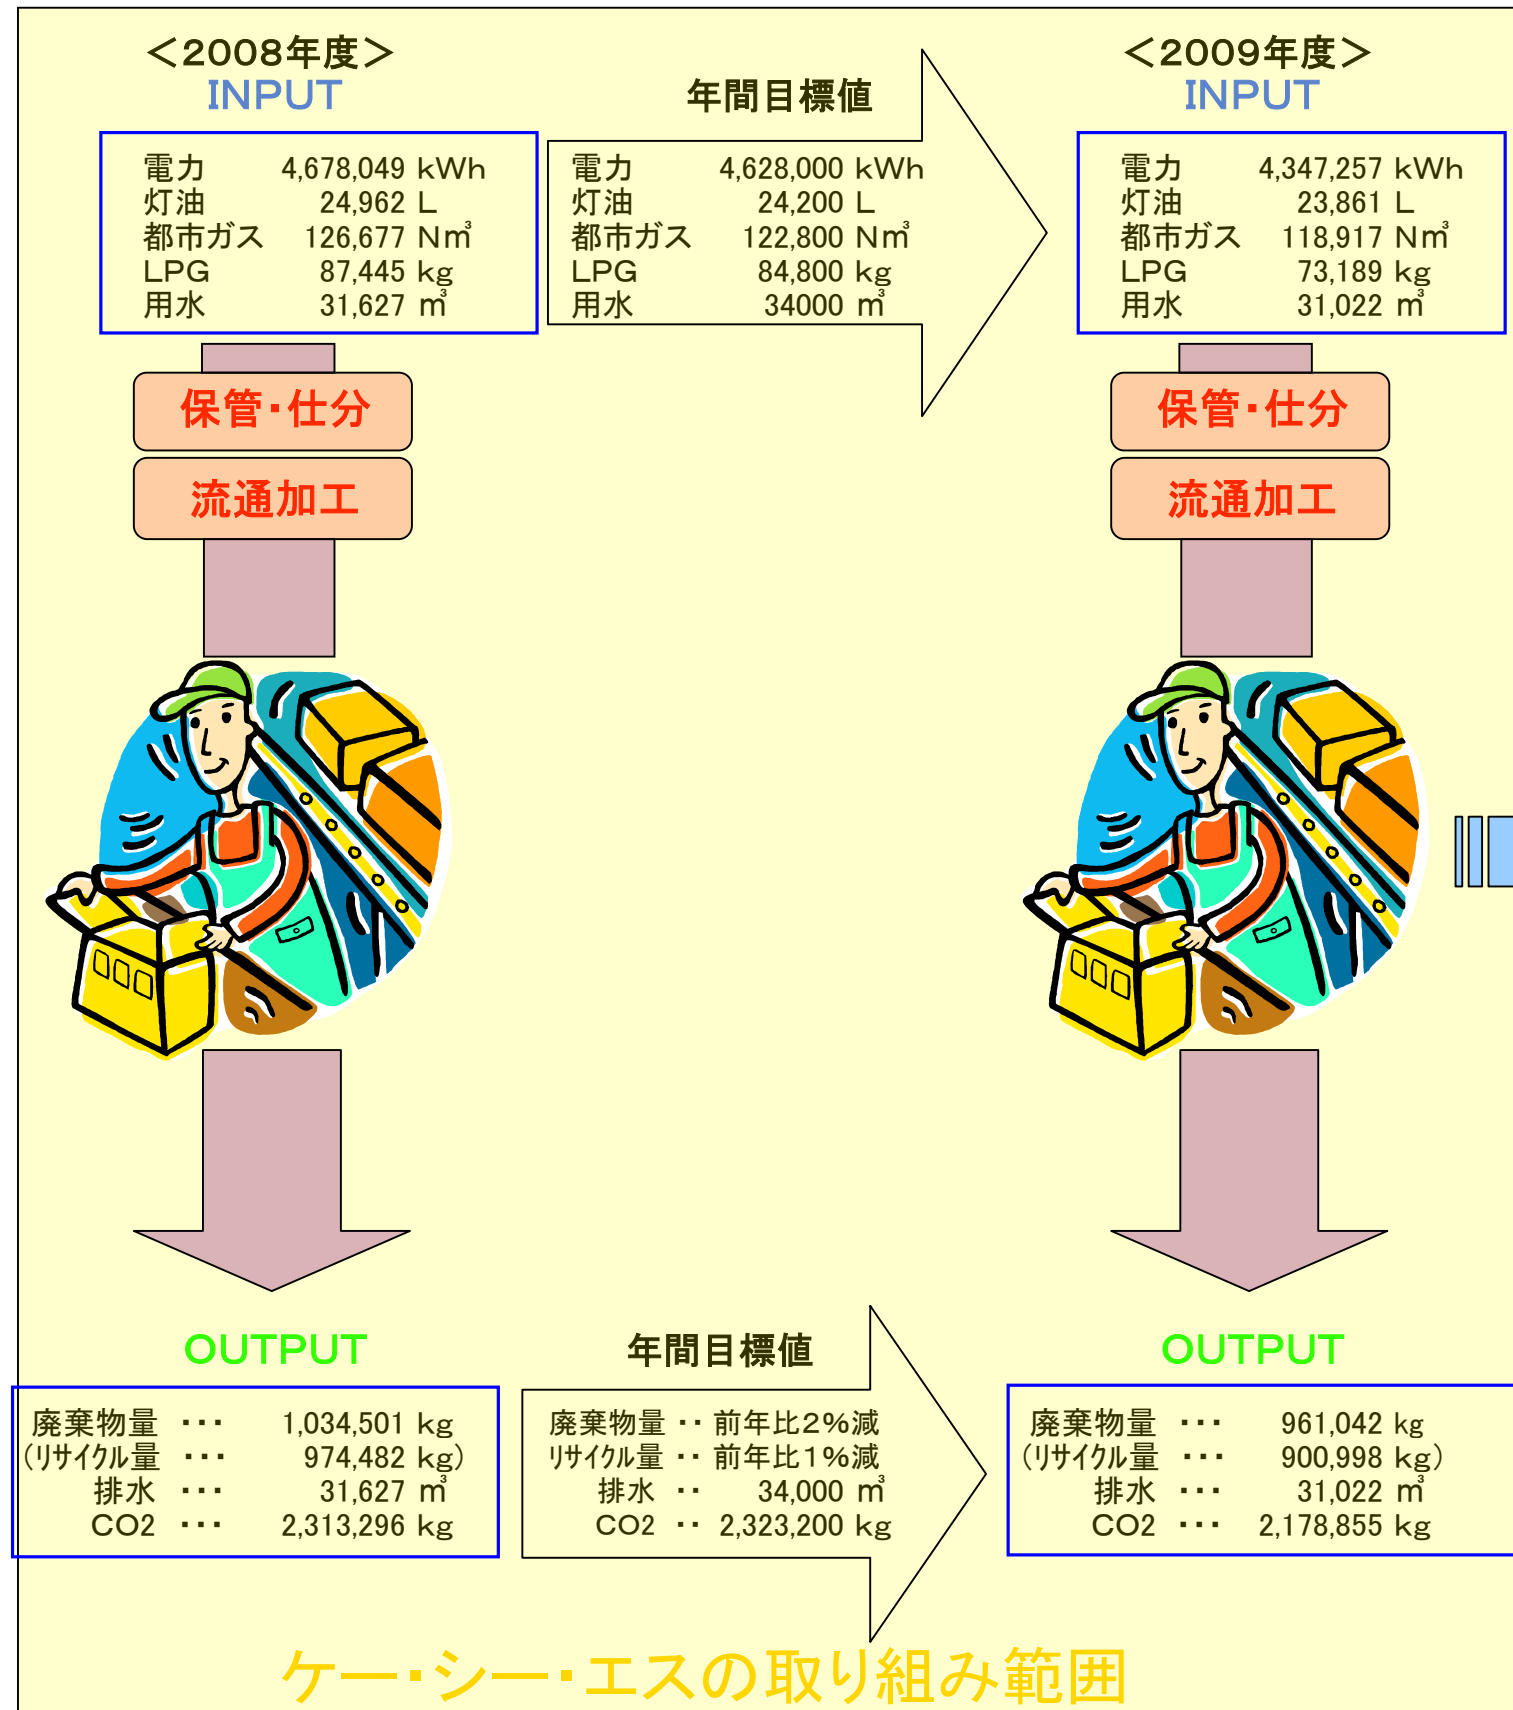 ＜2008年度＞
INPUT
電力 4,678,049 kWh
灯油 24,962 L
都市ガス 126,677 Nm³
LPG 87,445 kg
用水 31,627 m³
年間目標値
電力 4,628,000 kWh
灯油 24,200 L
都市ガス 122,800 Nm³
LPG 84,800 kg
用水 34000 m³
＜2009年度＞
INPUT
電力 4,347,257 kWh
灯油 23,861 L
都市ガス 118,917 Nm³
LPG 73,189 kg
用水 31,022 m³
保管・仕分
流通加工
保管・仕分
流通加工
OUTPUT
廃棄物量 ・・・ 1,034,501 kg
(リサイクル量 ・・・ 974,482 kg)
排水 ・・・ 31,627 m³
CO2 ・・・ 2,313,296 kg
年間目標値
廃棄物量 ・・ 前年比2%減
リサイクル量 ・・ 前年比1%減
排水 ・・ 34,000 m³
CO2 ・・ 2,323,200 kg
OUTPUT
廃棄物量 ・・・ 961,042 kg
(リサイクル量 ・・・ 900,998 kg)
排水 ・・・ 31,022 m³
CO2 ・・・ 2,178,855 kg
ケー・シー・エスの取り組み範囲